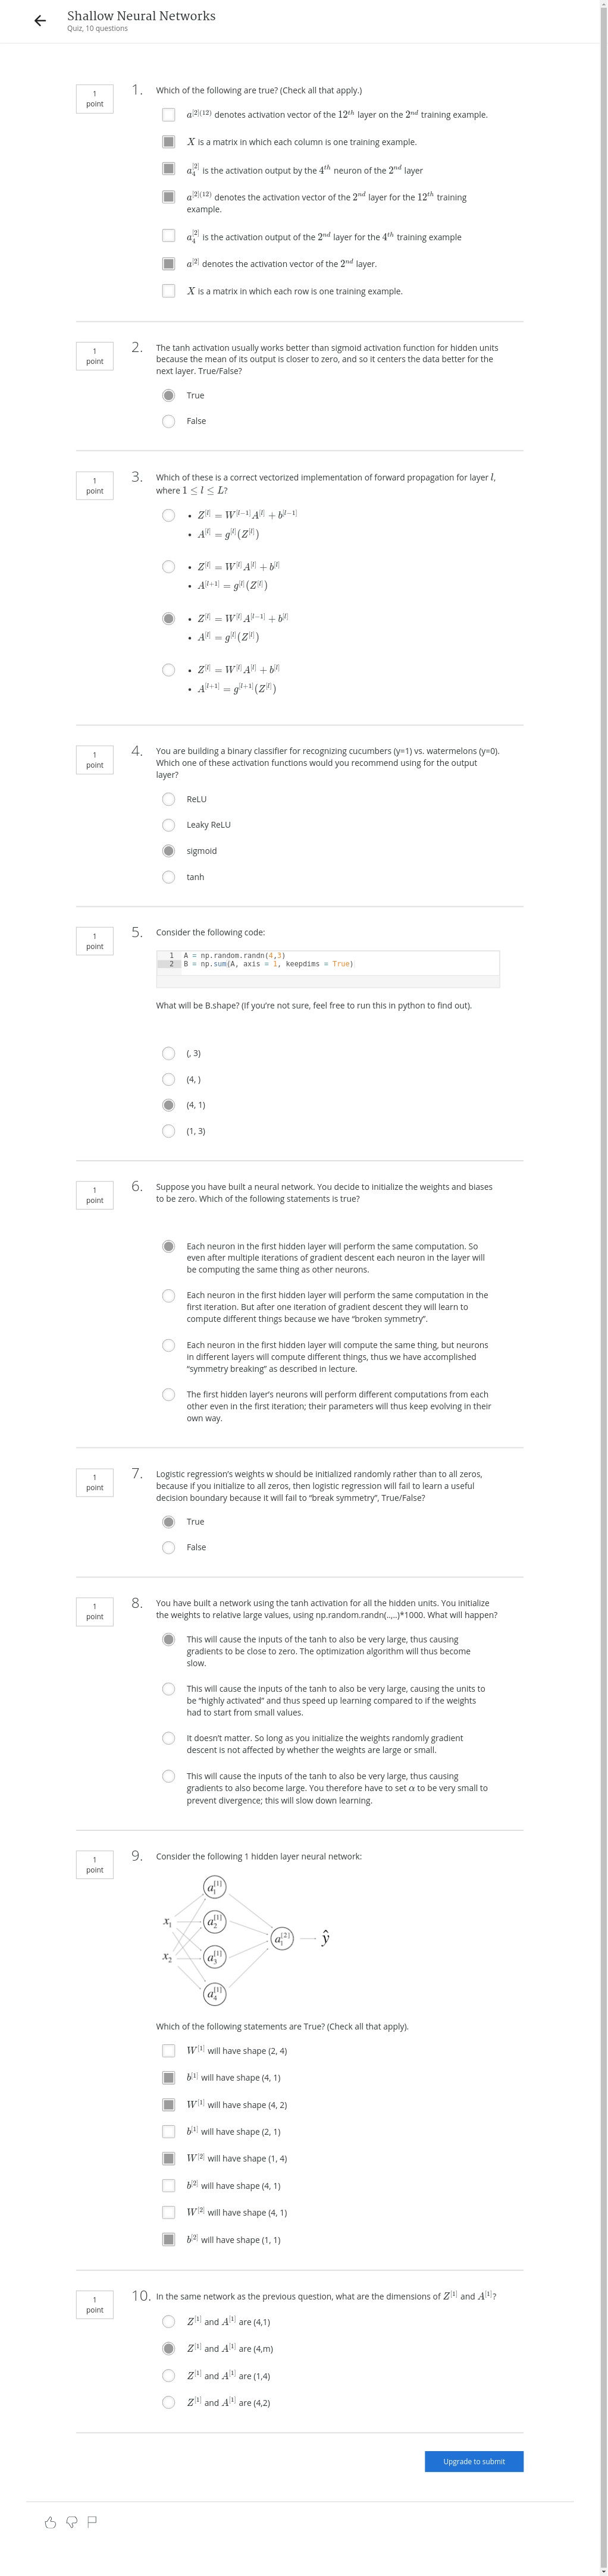 Shallow Neural Networks
Quiz, 10 questions
1 point
1. Which of the following are true? (Check all that apply.)
a^{[2](12)} denotes activation vector of the 12^{th} layer on the 2^{nd} training example.
X is a matrix in which each column is one training example.
a_4^{[2]} is the activation output by the 4^{th} neuron of the 2^{nd} layer
a^{[2](12)} denotes the activation vector of the 2^{nd} layer for the 12^{th} training
example.
a_4^{[2]} is the activation output of the 2^{nd} layer for the 4^{th} training example
a^{[2]} denotes the activation vector of the 2^{nd} layer.
X is a matrix in which each row is one training example.
1 point
2. The tanh activation usually works better than sigmoid activation function for hidden units
because the mean of its output is closer to zero, and so it centers the data better for the
next layer. True/False?
True
False
1 point
3. Which of these is a correct vectorized implementation of forward propagation for layer l,
where 1 ≤ l ≤ L?
• Z^{[l]} = W^{[l-1]} A^{[l]} + b^{[l-1]}
• A^{[l]} = g^{[l]}(Z^{[l]})
• Z^{[l]} = W^{[l]} A^{[l]} + b^{[l]}
• A^{[l+1]} = g^{[l]}(Z^{[l]})
• Z^{[l]} = W^{[l]} A^{[l-1]} + b^{[l]}
• A^{[l]} = g^{[l]}(Z^{[l]})
• Z^{[l]} = W^{[l]} A^{[l]} + b^{[l]}
• A^{[l+1]} = g^{[l+1]}(Z^{[l]})
1 point
4. You are building a binary classifier for recognizing cucumbers (y=1) vs. watermelons (y=0).
Which one of these activation functions would you recommend using for the output
layer?
ReLU
Leaky ReLU
sigmoid
tanh
1 point
5. Consider the following code:
1 A = np.random.randn(4,3)
2 B = np.sum(A, axis = 1, keepdims = True)
What will be B.shape? (If you're not sure, feel free to run this in python to find out).
(, 3)
(4, )
(4, 1)
(1, 3)
1 point
6. Suppose you have built a neural network. You decide to initialize the weights and biases
to be zero. Which of the following statements is true?
Each neuron in the first hidden layer will perform the same computation. So
even after multiple iterations of gradient descent each neuron in the layer will
be computing the same thing as other neurons.
Each neuron in the first hidden layer will perform the same computation in the
first iteration. But after one iteration of gradient descent they will learn to
compute different things because we have “broken symmetry”.
Each neuron in the first hidden layer will compute the same thing, but neurons
in different layers will compute different things, thus we have accomplished
“symmetry breaking” as described in lecture.
The first hidden layer's neurons will perform different computations from each
other even in the first iteration; their parameters will thus keep evolving in their
own way.
1 point
7. Logistic regression's weights w should be initialized randomly rather than to all zeros,
because if you initialize to all zeros, then logistic regression will fail to learn a useful
decision boundary because it will fail to “break symmetry”, True/False?
True
False
1 point
8. You have built a network using the tanh activation for all the hidden units. You initialize
the weights to relative large values, using np.random.randn(..,..)*1000. What will happen?
This will cause the inputs of the tanh to also be very large, thus causing
gradients to be close to zero. The optimization algorithm will thus become
slow.
This will cause the inputs of the tanh to also be very large, causing the units to
be “highly activated” and thus speed up learning compared to if the weights
had to start from small values.
It doesn't matter. So long as you initialize the weights randomly gradient
descent is not affected by whether the weights are large or small.
This will cause the inputs of the tanh to also be very large, thus causing
gradients to also become large. You therefore have to set α to be very small to
prevent divergence; this will slow down learning.
1 point
9. Consider the following 1 hidden layer neural network:
a_1^{[1]}
x_1 a_2^{[1]}
a_1^{[2]} ŷ
x_2 a_3^{[1]}
a_4^{[1]}
Which of the following statements are True? (Check all that apply).
W^{[1]} will have shape (2, 4)
b^{[1]} will have shape (4, 1)
W^{[1]} will have shape (4, 2)
b^{[1]} will have shape (2, 1)
W^{[2]} will have shape (1, 4)
b^{[2]} will have shape (4, 1)
W^{[2]} will have shape (4, 1)
b^{[2]} will have shape (1, 1)
1 point
10. In the same network as the previous question, what are the dimensions of Z^{[1]} and A^{[1]}?
Z^{[1]} and A^{[1]} are (4,1)
Z^{[1]} and A^{[1]} are (4,m)
Z^{[1]} and A^{[1]} are (1,4)
Z^{[1]} and A^{[1]} are (4,2)
Upgrade to submit